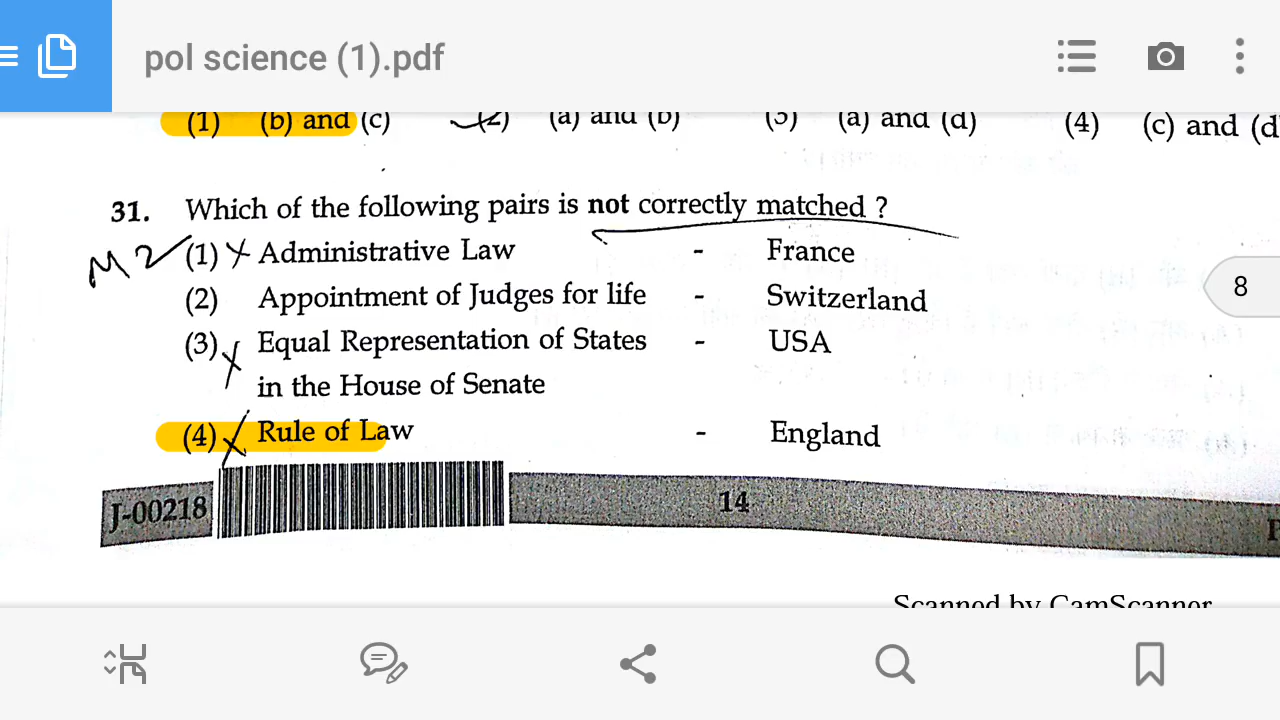 pol science (1).pdf
(1) (b) and (c) (2) (a) and (b) (3) (a) and (d) (4) (c) and (d
31. Which of the following pairs is not correctly matched ?
M2 (1) Administrative Law - France
(2) Appointment of Judges for life - Switzerland
8
(3) Equal Representation of States - USA
in the House of Senate
(4) Rule of Law - England
J-00218 14 P
Scanned by CamScanner